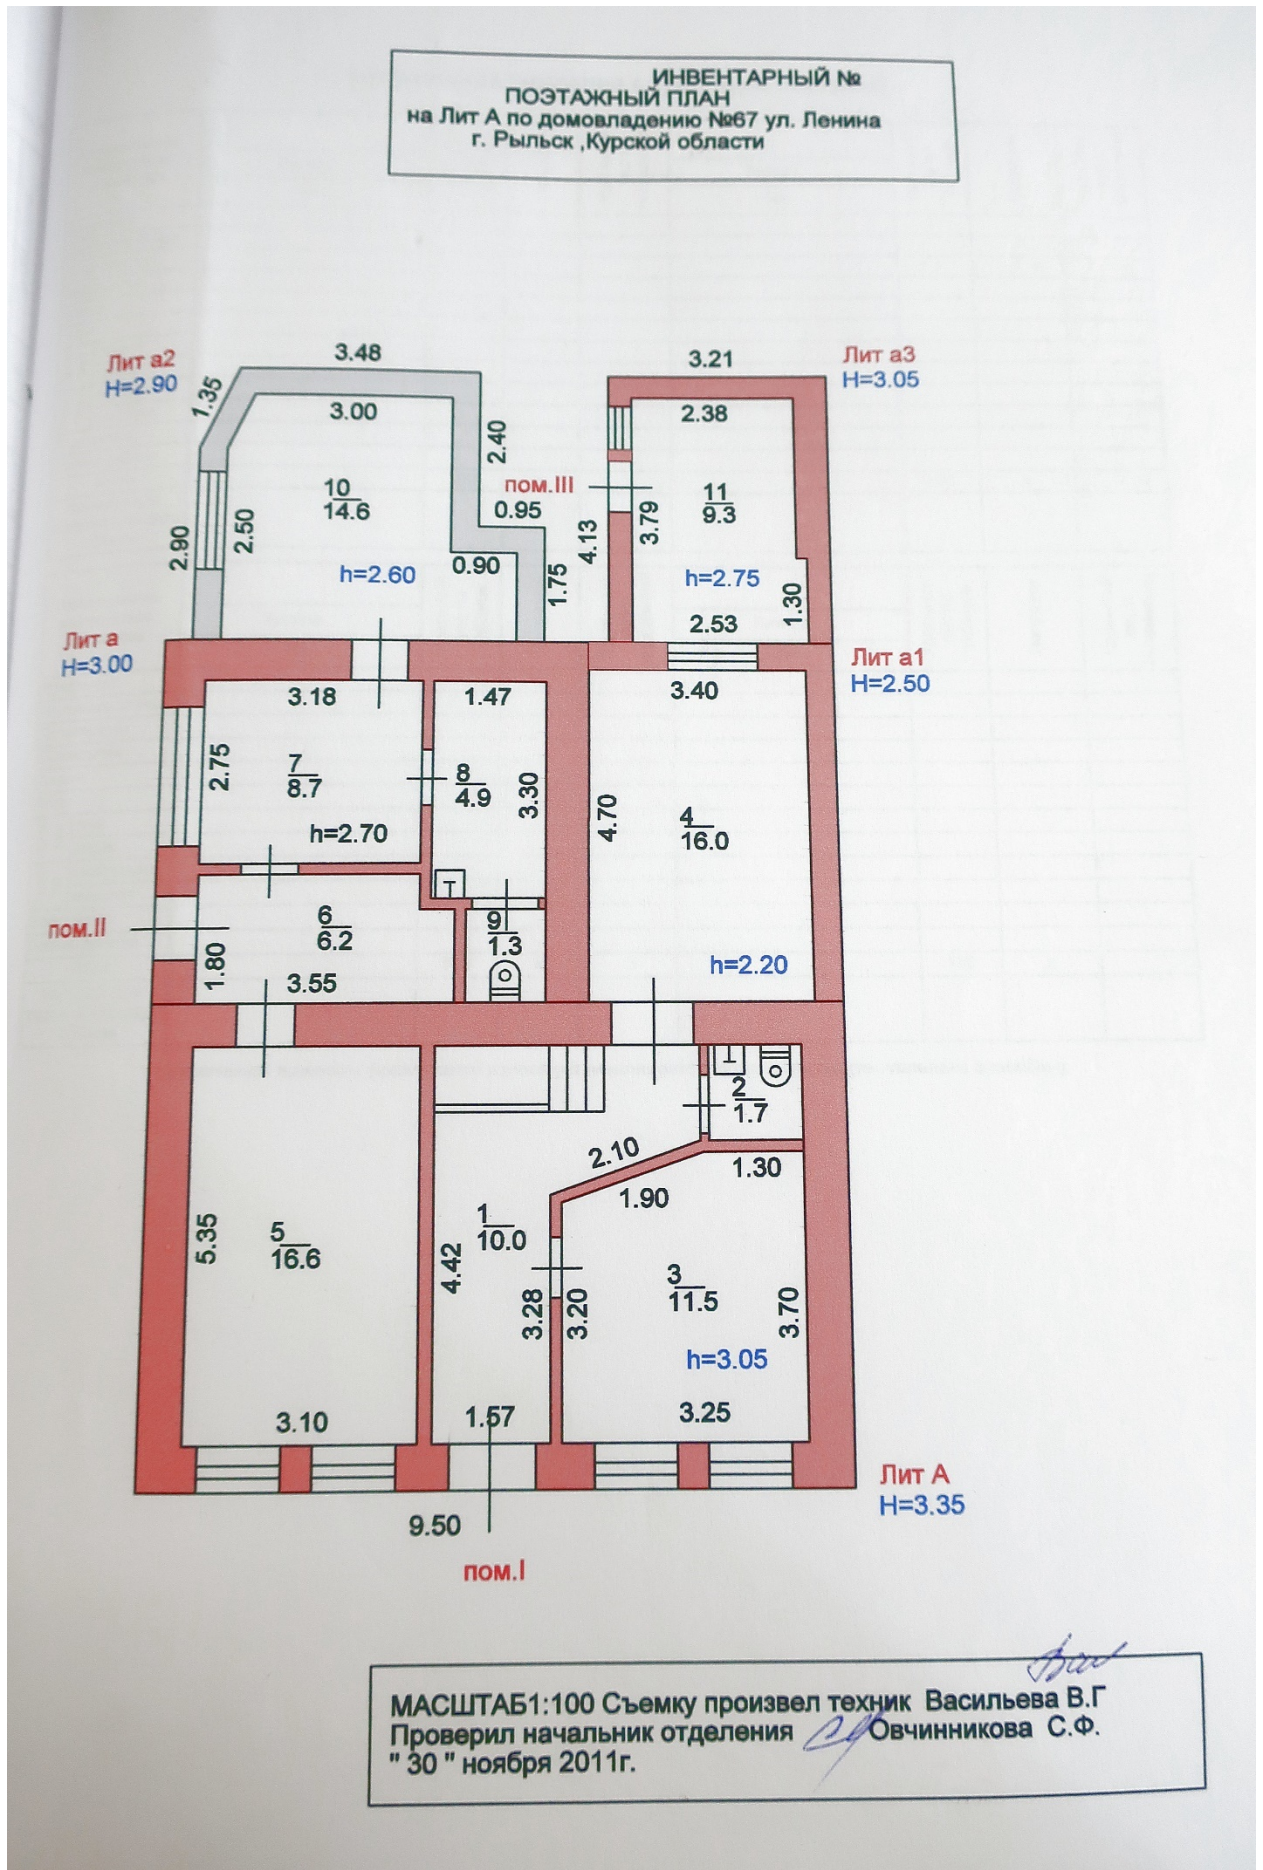 ИНВЕНТАРНЫЙ №
ПОЭТАЖНЫЙ ПЛАН
на Лит А по домовладению №67 ул. Ленина
г. Рыльск ,Курской области
Лит а2
Н=2.90
3.48
3.21
Лит а3
Н=3.05
1.35
3.00
2.38
2.40
10
14.6
пом.III
0.95
11
9.3
2.90
2.50
4.13
3.79
h=2.60
0.90
1.75
h=2.75
1.30
2.53
Лит а
Н=3.00
Лит а1
Н=2.50
3.18
1.47
3.40
2.75
7
8.7
8
4.9
3.30
4.70
4
16.0
h=2.70
пом.II
6
6.2
9
1.3
1.80
3.55
h=2.20
2
1.7
2.10
1.30
1.90
5.35
5
16.6
1
10.0
4.42
3.28
3.20
3
11.5
3.70
h=3.05
3.10
1.57
3.25
Лит А
Н=3.35
9.50
пом.I
МАСШТАБ1:100 Съемку произвел техник Васильева В.Г
Проверил начальник отделения Овчинникова С.Ф.
" 30 " ноября 2011г.